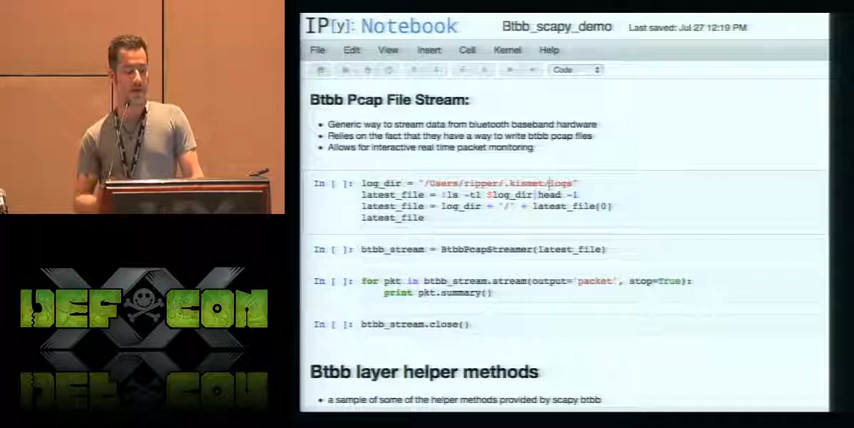 IP[y]: Notebook
Btbb_scapy_demo
Last saved: Jul 27 12:19 PM
File Edit View Insert Cell Kernel Help
Code
Btbb Pcap File Stream:
• Generic way to stream data from bluetooth baseband hardware
• Relies on the fact that they have a way to write btbb pcap files
• Allows for interactive real time packet monitoring
In [ ]: log_dir = "/Users/ripper/.kismet/logs"
latest_file = !ls -t1 $log_dir|head -1
latest_file = log_dir + "/" + latest_file[0]
latest_file
In [ ]: btbb_stream = BtbbPcapStreamer(latest_file)
In [ ]: for pkt in btbb_stream.stream(output='packet', stop=True):
print pkt.summary()
In [ ]: btbb_stream.close()
Btbb layer helper methods
• a sample of some of the helper methods provided by scapy btbb
DEFCON
XX